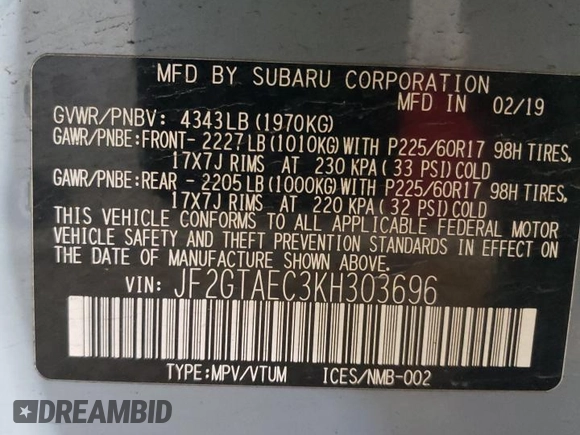 MFD BY SUBARU CORPORATION
MFD IN 02/19
GVWR/PNBV: 4343LB(1970KG)
GAWR/PNBE:FRONT- 2227LB(1010KG)WITH P225/60R17 98H TIRES,
17X7J RIMS AT 230 KPA( 33 PSI)COLD
GAWR/PNBE:REAR - 2205LB(1000KG)WITH P225/60R17 98H TIRES,
17X7J RIMS AT 220 KPA( 32 PSI)COLD
THIS VEHICLE CONFORMS TO ALL APPLICABLE FEDERAL MOTOR
VEHICLE SAFETY AND THEFT PREVENTION STANDARDS IN EFFECT ON
THE DATE OF MANUFACTURE SHOWN ABOVE.
VIN: JF2GTAEC3KH303696
TYPE:MPV/VTUM ICES/NMB-002
DREAMBID